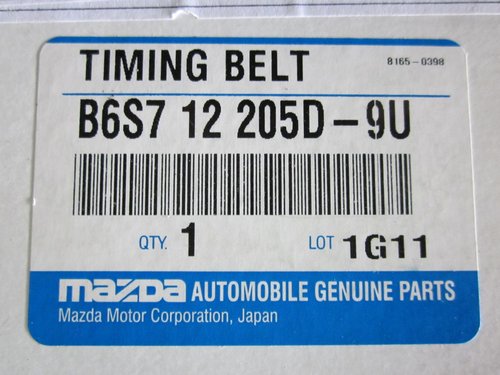 TIMING BELT 8165-0398
B6S7 12 205D-9U
QTY. 1 LOT 1G11
mazda AUTOMOBILE GENUINE PARTS
Mazda Motor Corporation, Japan